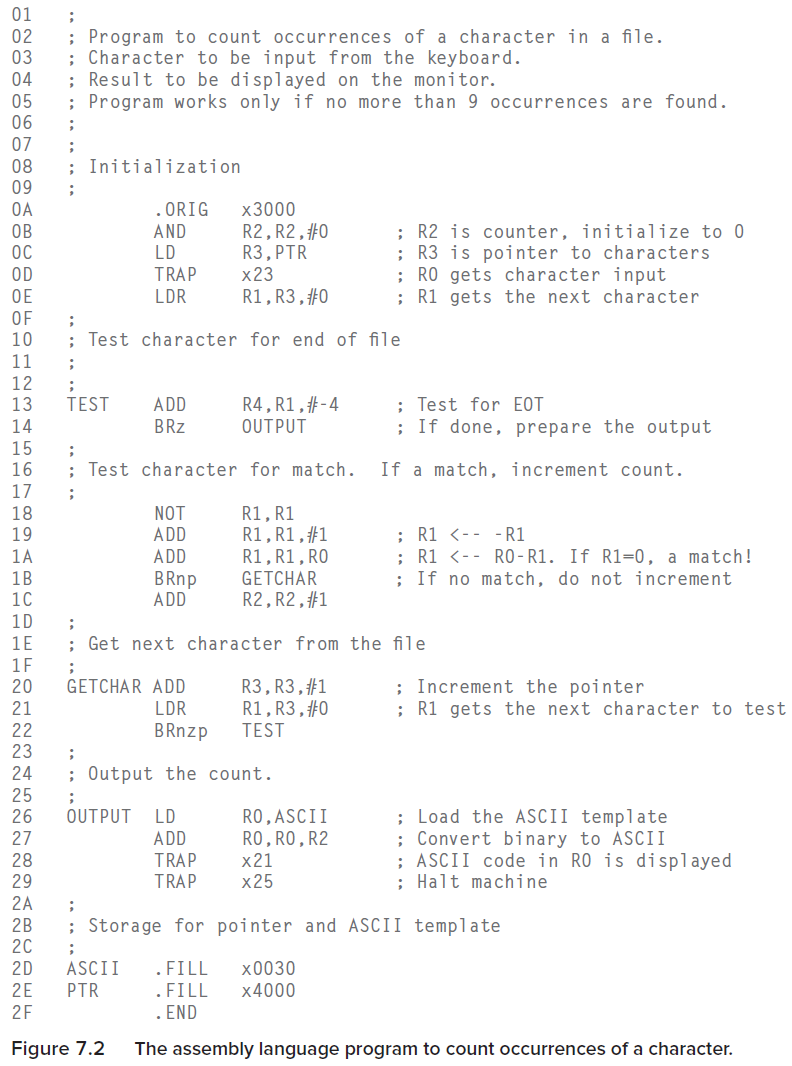 01 ;
02 ; Program to count occurrences of a character in a file.
03 ; Character to be input from the keyboard.
04 ; Result to be displayed on the monitor.
05 ; Program works only if no more than 9 occurrences are found.
06 ;
07 ;
08 ; Initialization
09 ;
0A .ORIG x3000
0B AND R2,R2,#0 ; R2 is counter, initialize to 0
0C LD R3,PTR ; R3 is pointer to characters
0D TRAP x23 ; R0 gets character input
0E LDR R1,R3,#0 ; R1 gets the next character
0F ;
10 ; Test character for end of file
11 ;
12 ;
13 TEST ADD R4,R1,#-4 ; Test for EOT
14 BRz OUTPUT ; If done, prepare the output
15 ;
16 ; Test character for match. If a match, increment count.
17 ;
18 NOT R1,R1
19 ADD R1,R1,#1 ; R1 <-- -R1
1A ADD R1,R1,R0 ; R1 <-- R0-R1. If R1=0, a match!
1B BRnp GETCHAR ; If no match, do not increment
1C ADD R2,R2,#1
1D ;
1E ; Get next character from the file
1F ;
20 GETCHAR ADD R3,R3,#1 ; Increment the pointer
21 LDR R1,R3,#0 ; R1 gets the next character to test
22 BRnzp TEST
23 ;
24 ; Output the count.
25 ;
26 OUTPUT LD R0,ASCII ; Load the ASCII template
27 ADD R0,R0,R2 ; Convert binary to ASCII
28 TRAP x21 ; ASCII code in R0 is displayed
29 TRAP x25 ; Halt machine
2A ;
2B ; Storage for pointer and ASCII template
2C ;
2D ASCII .FILL x0030
2E PTR .FILL x4000
2F .END
Figure 7.2 The assembly language program to count occurrences of a character.